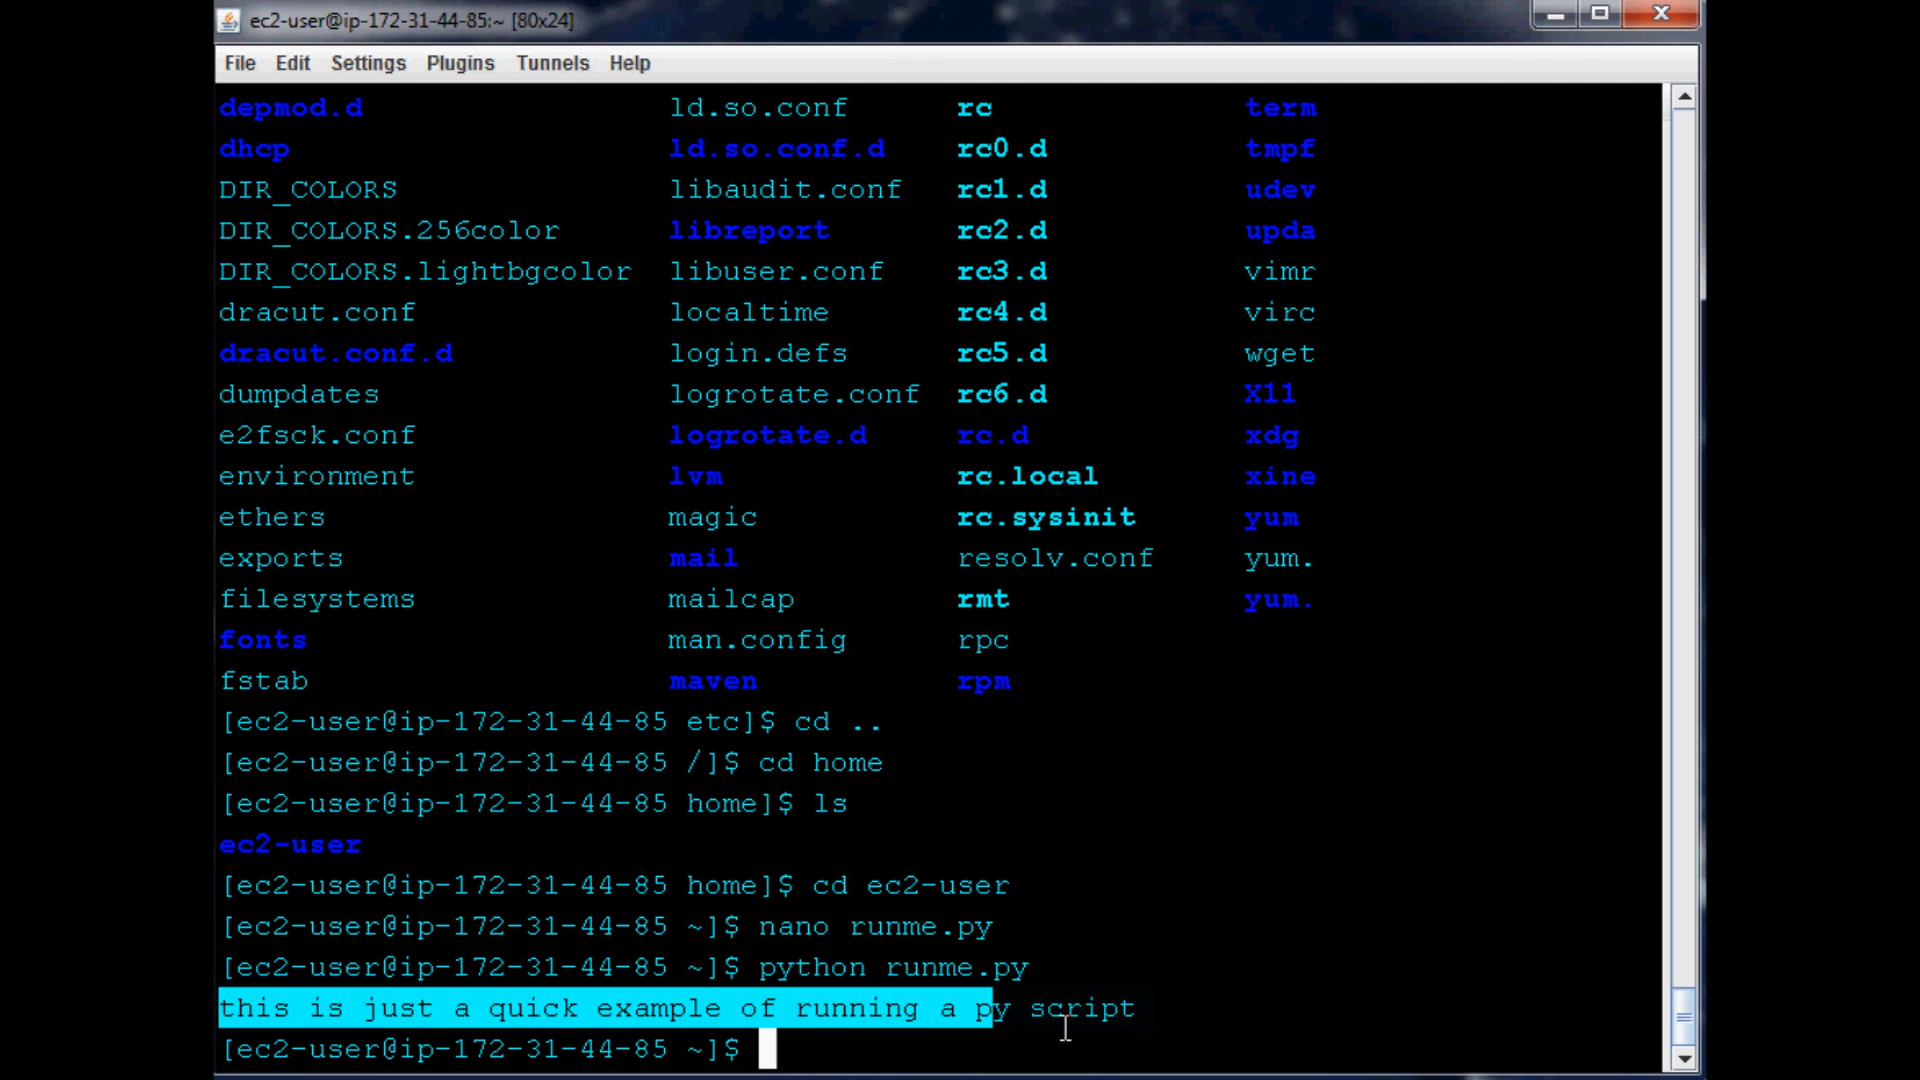 ec2-user@ip-172-31-44-85:~ [80x24]
File Edit Settings Plugins Tunnels Help
depmod.d ld.so.conf rc term
dhcp ld.so.conf.d rc0.d tmpf
DIR_COLORS libaudit.conf rc1.d udev
DIR_COLORS.256color libreport rc2.d upda
DIR_COLORS.lightbgcolor libuser.conf rc3.d vimr
dracut.conf localtime rc4.d virc
dracut.conf.d login.defs rc5.d wget
dumpdates logrotate.conf rc6.d X11
e2fsck.conf logrotate.d rc.d xdg
environment lvm rc.local xine
ethers magic rc.sysinit yum
exports mail resolv.conf yum.
filesystems mailcap rmt yum.
fonts man.config rpc
fstab maven rpm
[ec2-user@ip-172-31-44-85 etc]$ cd ..
[ec2-user@ip-172-31-44-85 /]$ cd home
[ec2-user@ip-172-31-44-85 home]$ ls
ec2-user
[ec2-user@ip-172-31-44-85 home]$ cd ec2-user
[ec2-user@ip-172-31-44-85 ~]$ nano runme.py
[ec2-user@ip-172-31-44-85 ~]$ python runme.py
this is just a quick example of running a py script
[ec2-user@ip-172-31-44-85 ~]$